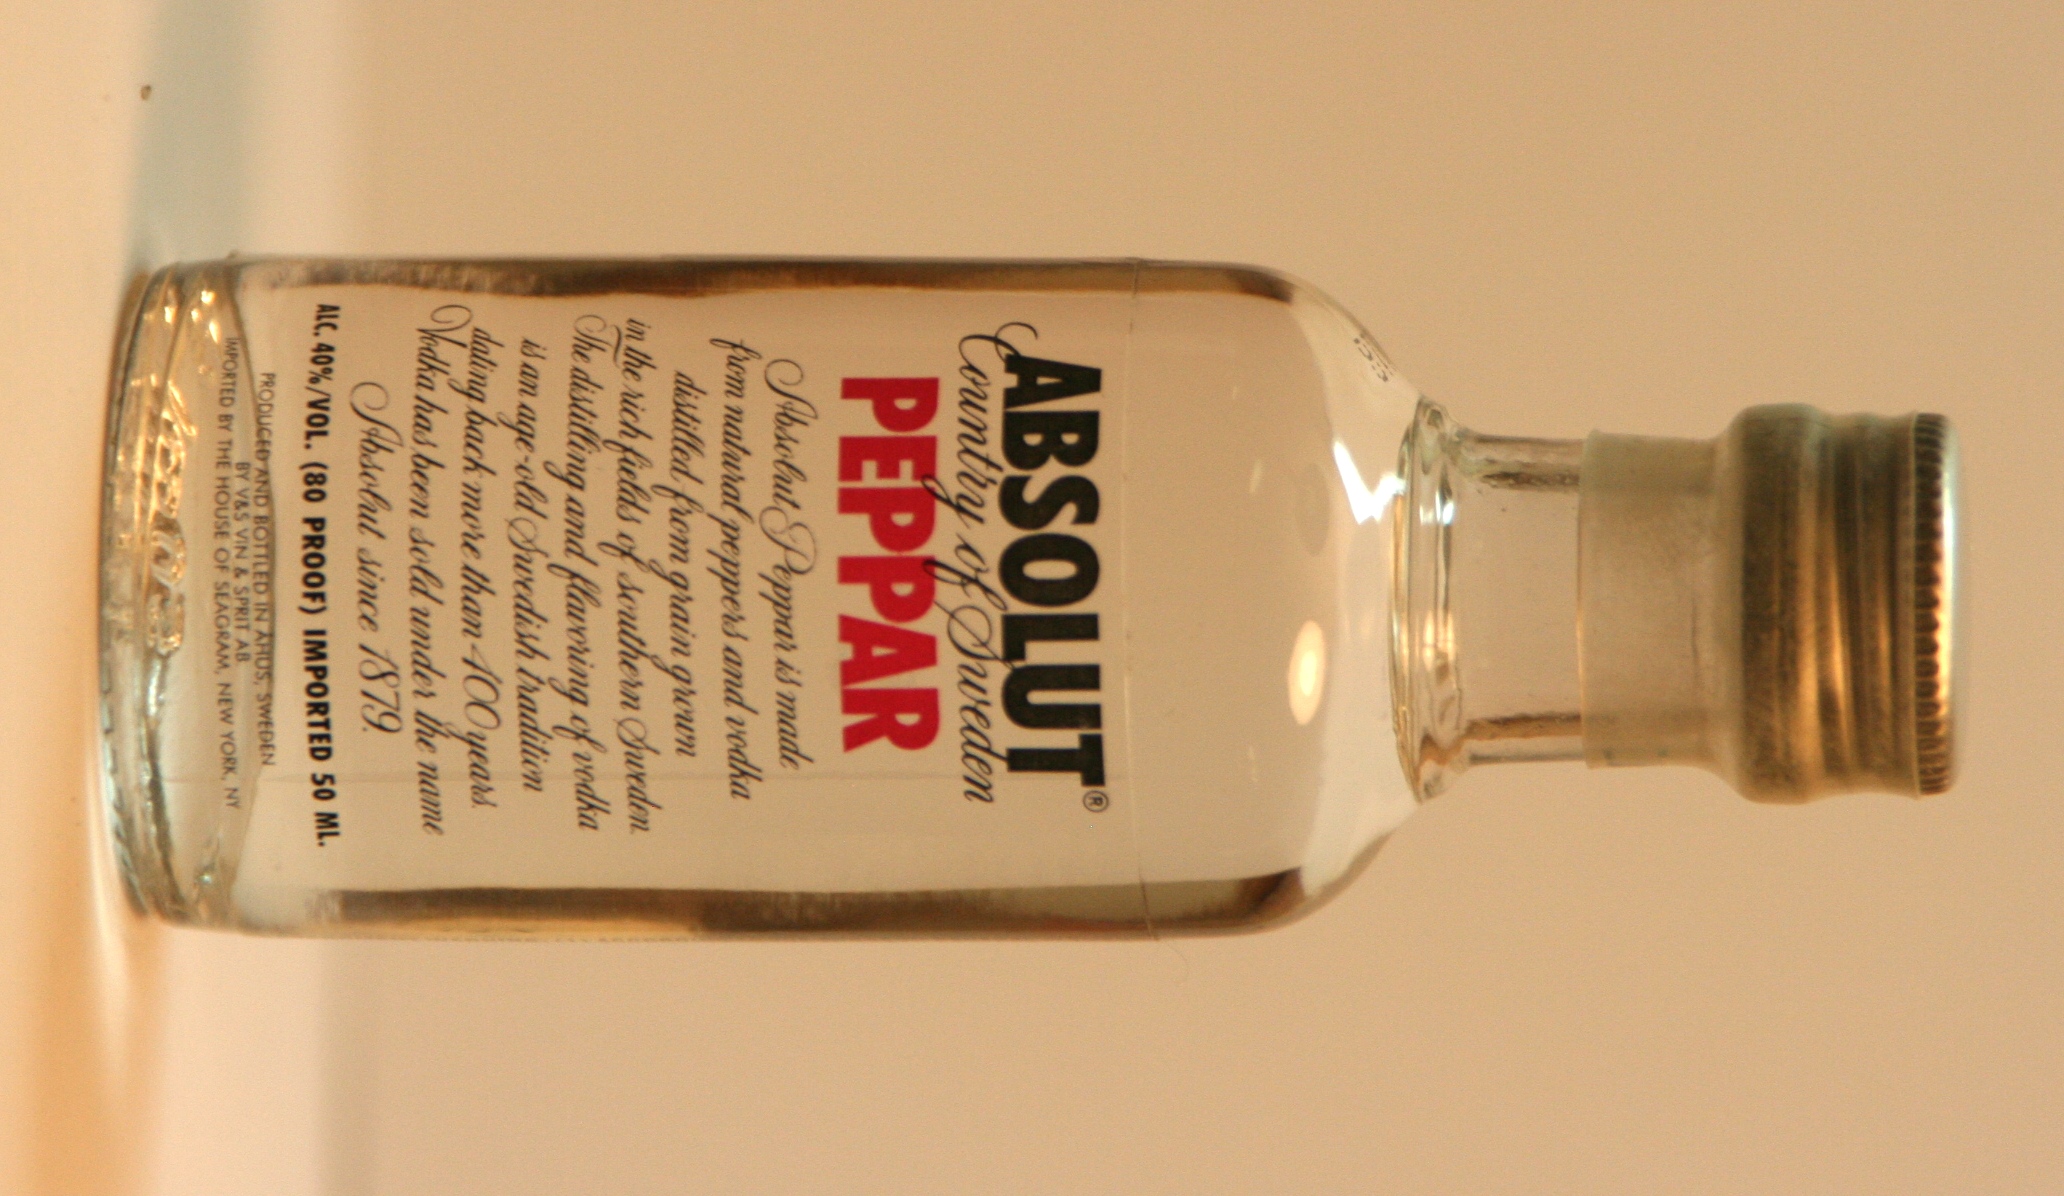 Country of Sweden
ABSOLUT®
PEPPAR
Absolut Peppar is made
from natural peppers and vodka
distilled from grain grown
in the rich fields of southern Sweden.
The distilling and flavoring of vodka
is an age-old Swedish tradition
dating back more than 400 years.
Vodka has been sold under the name
Absolut since 1879.
ALC. 40%/VOL. (80 PROOF) IMPORTED 50 ML.
PRODUCED AND BOTTLED IN ÅHUS, SWEDEN
BY V&S VIN & SPRIT AB
IMPORTED BY THE HOUSE OF SEAGRAM, NEW YORK, NY